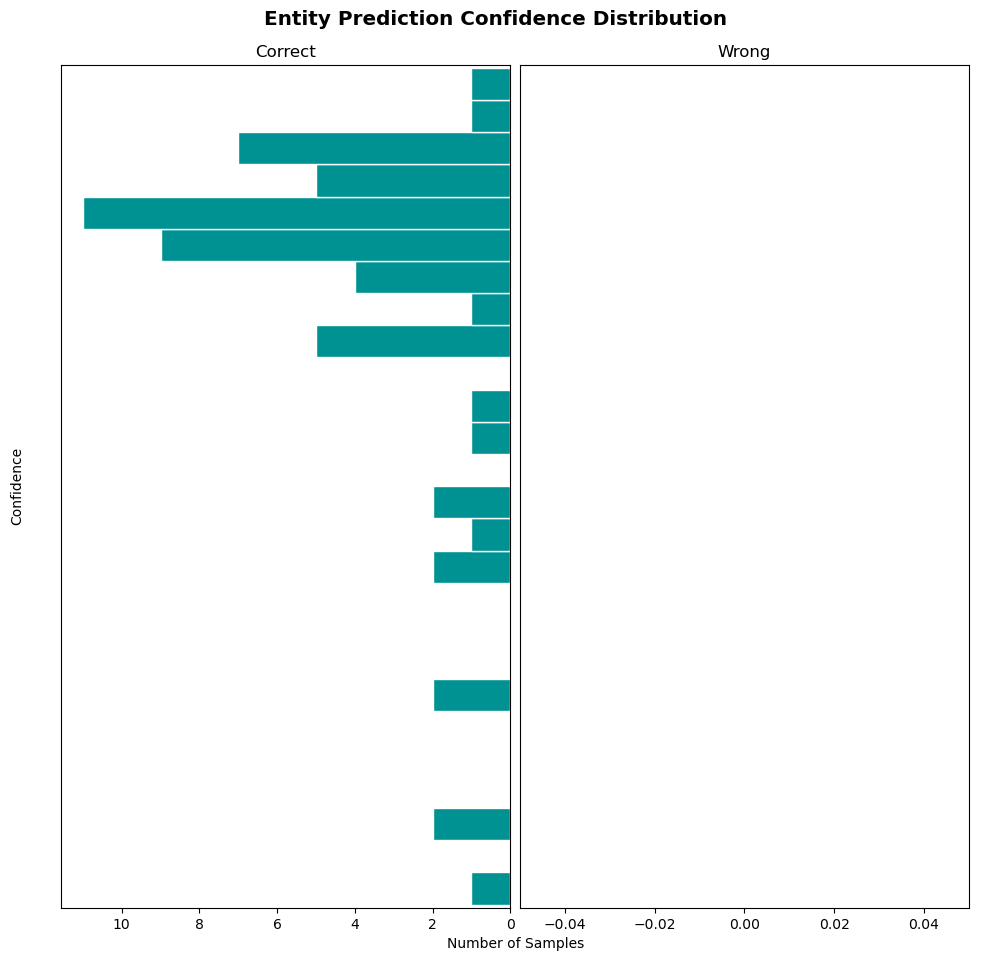 Entity Prediction Confidence Distribution
Correct
Wrong
Confidence
10 8 6 4 2 0
−0.04 −0.02 0.00 0.02 0.04
Number of Samples